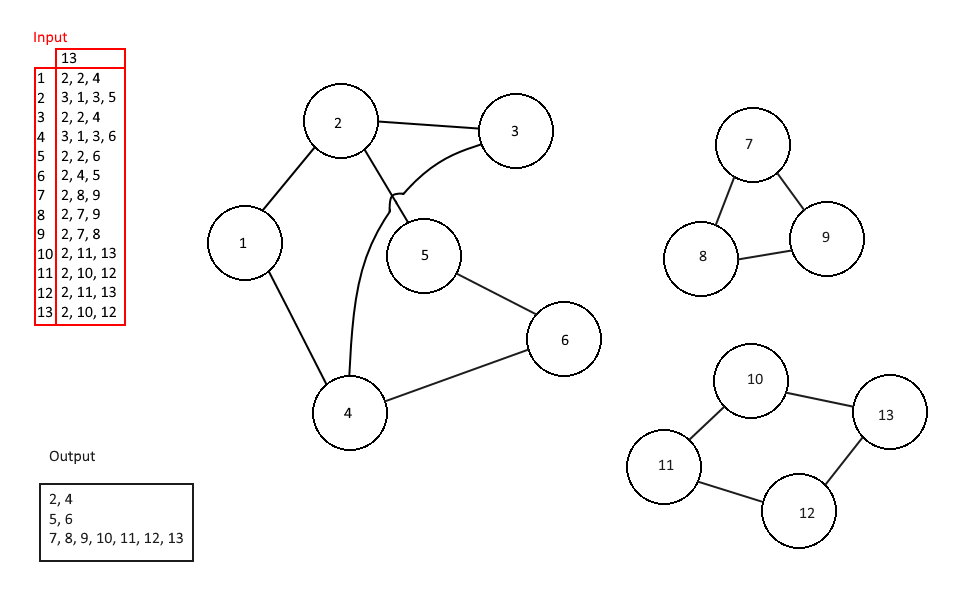 Input
13
1 2, 2, 4
2 3, 1, 3, 5
3 2, 2, 4
4 3, 1, 3, 6
5 2, 2, 6
6 2, 4, 5
7 2, 8, 9
8 2, 7, 9
9 2, 7, 8
10 2, 11, 13
11 2, 10, 12
12 2, 11, 13
13 2, 10, 12
2
3
7
1
5
9
8
6
4
10
13
11
12
Output
2, 4
5, 6
7, 8, 9, 10, 11, 12, 13